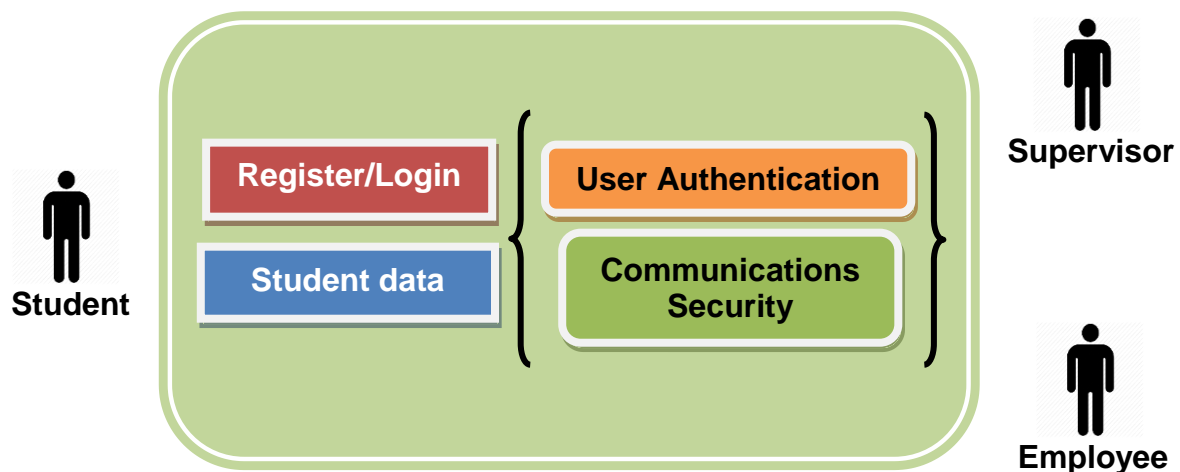 Student
Register/Login
Student data
User Authentication
Communications
Security
Supervisor
Employee